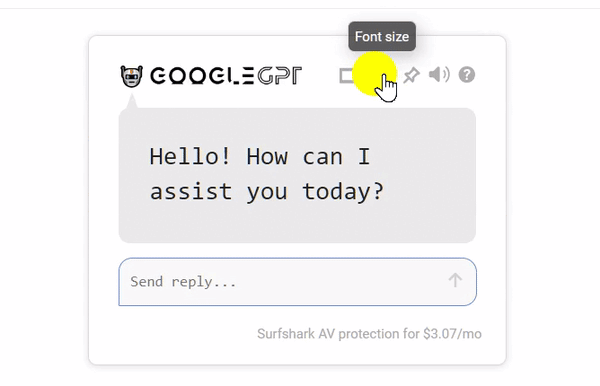 Font size
GOOGLEGPT
Hello! How can I
assist you today?
Send reply...
Surfshark AV protection for $3.07/mo